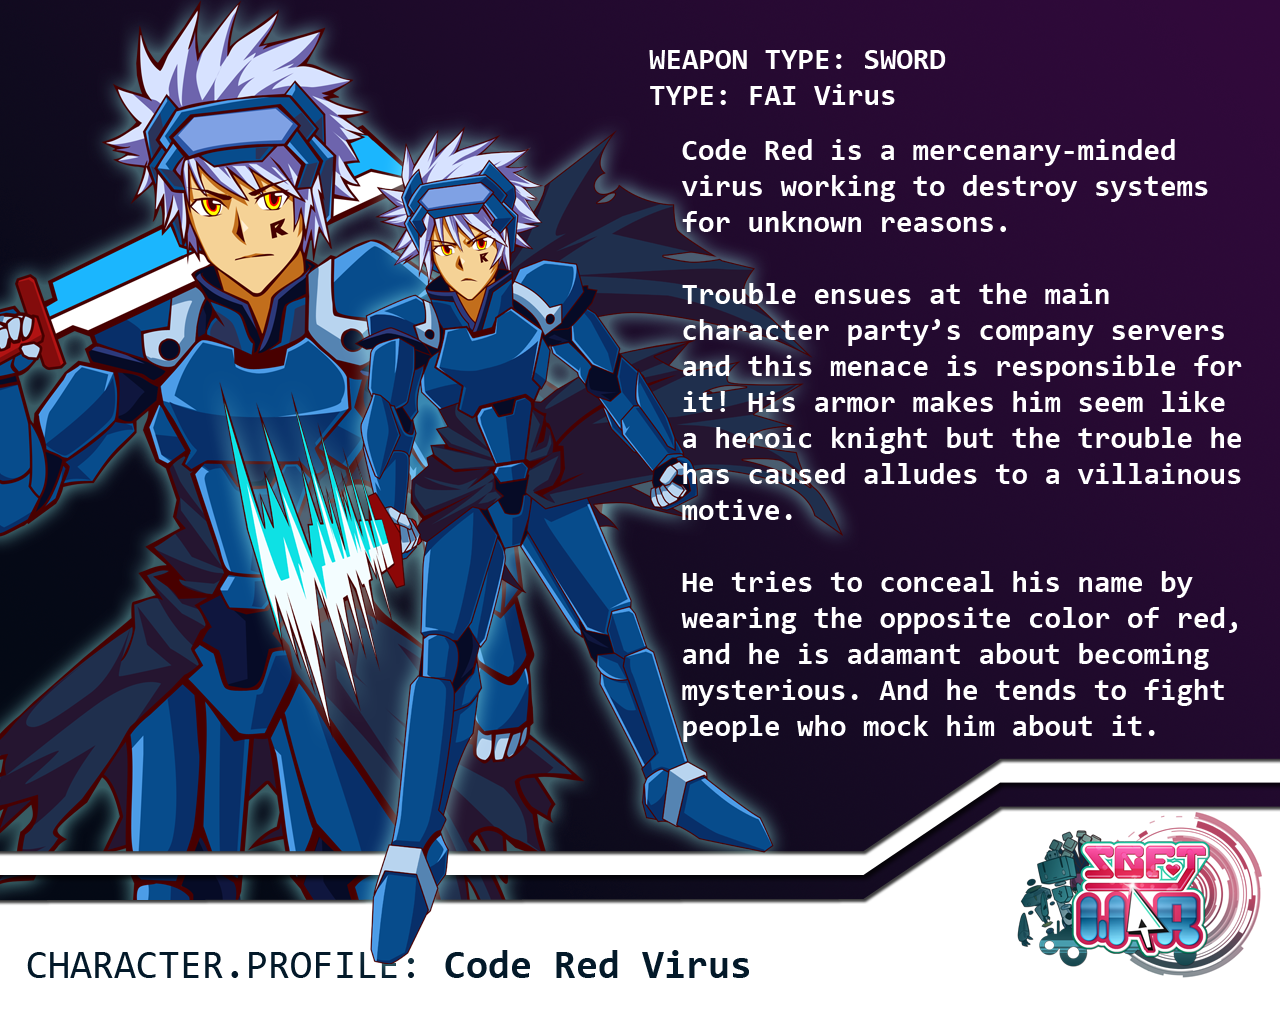 WEAPON TYPE: SWORD
TYPE: FAI Virus
Code Red is a mercenary-minded
virus working to destroy systems
for unknown reasons.
Trouble ensues at the main
character party’s company servers
and this menace is responsible for
it! His armor makes him seem like
a heroic knight but the trouble he
has caused alludes to a villainous
motive.
He tries to conceal his name by
wearing the opposite color of red,
and he is adamant about becoming
mysterious. And he tends to fight
people who mock him about it.
SOFT
WAR
CHARACTER.PROFILE: Code Red Virus